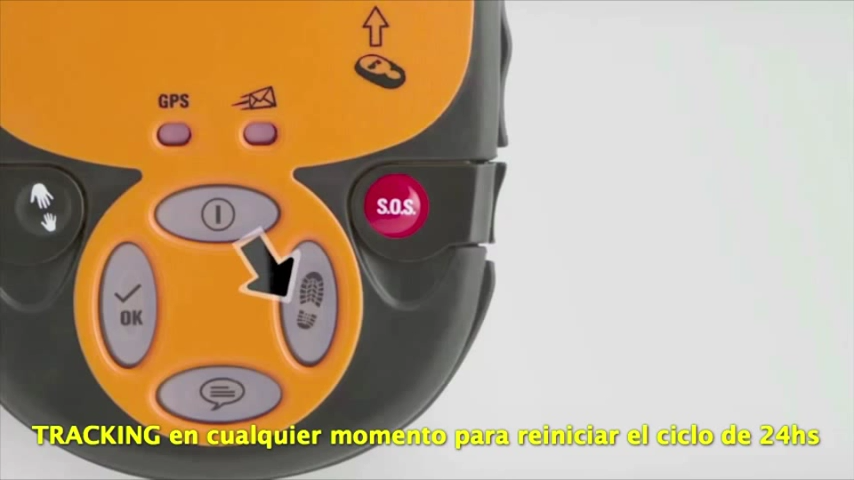 GPS
S.O.S.
OK
TRACKING en cualquier momento para reiniciar el ciclo de 24hs